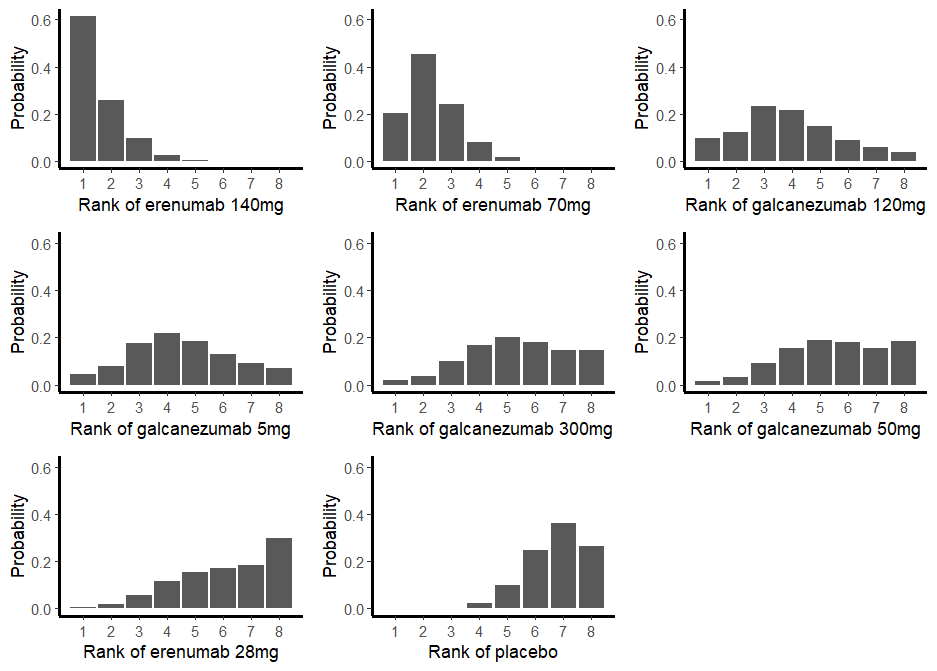 Probability
0.6
0.4
0.2
0.0
1 2 3 4 5 6 7 8
Rank of erenumab 140mg
Probability
0.6
0.4
0.2
0.0
1 2 3 4 5 6 7 8
Rank of erenumab 70mg
Probability
0.6
0.4
0.2
0.0
1 2 3 4 5 6 7 8
Rank of galcanezumab 120mg
Probability
0.6
0.4
0.2
0.0
1 2 3 4 5 6 7 8
Rank of galcanezumab 5mg
Probability
0.6
0.4
0.2
0.0
1 2 3 4 5 6 7 8
Rank of galcanezumab 300mg
Probability
0.6
0.4
0.2
0.0
1 2 3 4 5 6 7 8
Rank of galcanezumab 50mg
Probability
0.6
0.4
0.2
0.0
1 2 3 4 5 6 7 8
Rank of erenumab 28mg
Probability
0.6
0.4
0.2
0.0
1 2 3 4 5 6 7 8
Rank of placebo